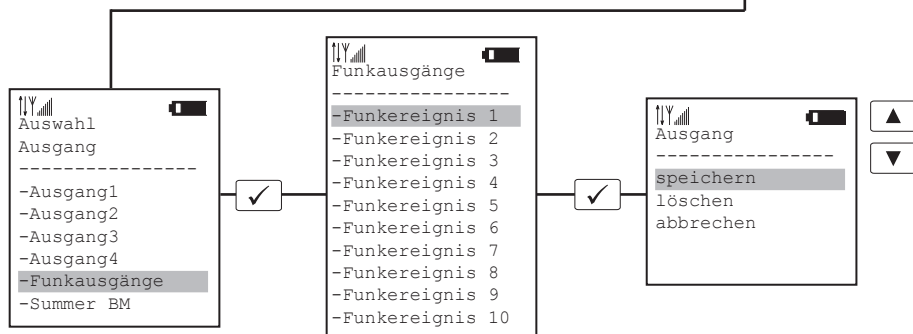 Auswahl
Ausgang
----------------
-Ausgang1
-Ausgang2
-Ausgang3
-Ausgang4
-Funkausgänge
-Summer BM
Funkausgänge
----------------
-Funkereignis 1
-Funkereignis 2
-Funkereignis 3
-Funkereignis 4
-Funkereignis 5
-Funkereignis 6
-Funkereignis 7
-Funkereignis 8
-Funkereignis 9
-Funkereignis 10
Ausgang
----------------
speichern
löschen
abbrechen